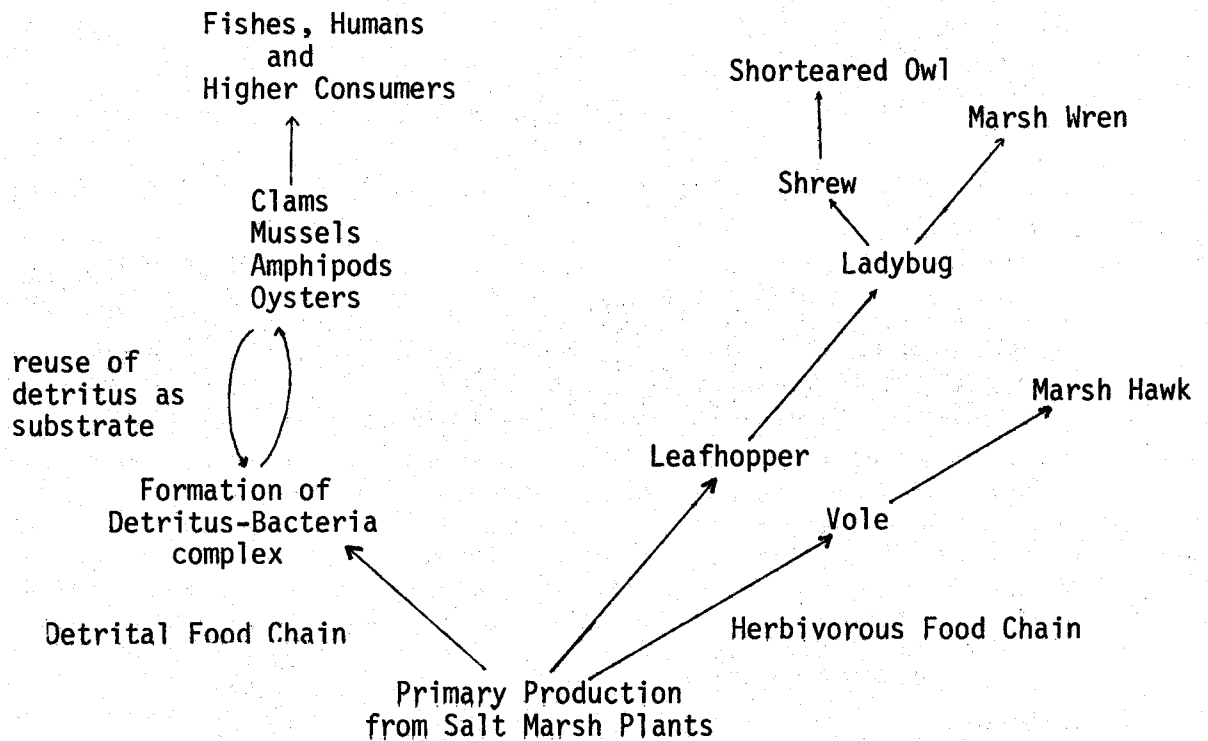 Fishes, Humans
and
Higher Consumers
Shorteared Owl
Marsh Wren
Shrew
Clams
Mussels
Amphipods
Oysters
Ladybug
reuse of
detritus as
substrate
Marsh Hawk
Leafhopper
Formation of
Detritus-Bacteria
complex
Vole
Detrital Food Chain
Herbivorous Food Chain
Primary Production
from Salt Marsh Plants